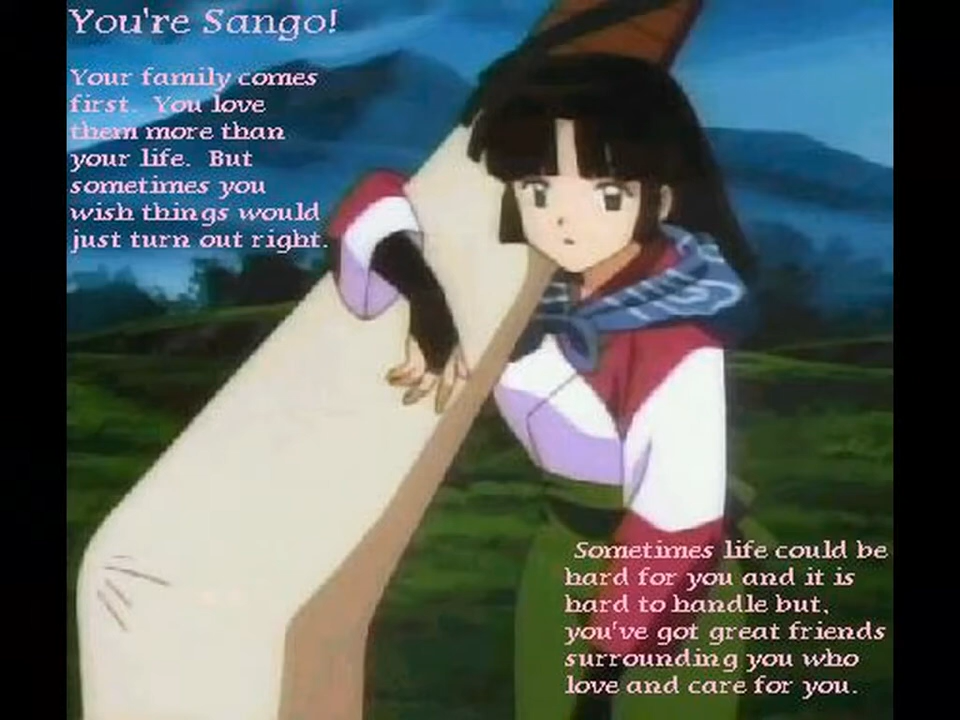 You're Sango!
Your family comes
first. You love
them more than
your life. But
sometimes you
wish things would
just turn out right.
Sometimes life could be
hard for you and it is
hard to handle but,
you've got great friends
surrounding you who
love and care for you.